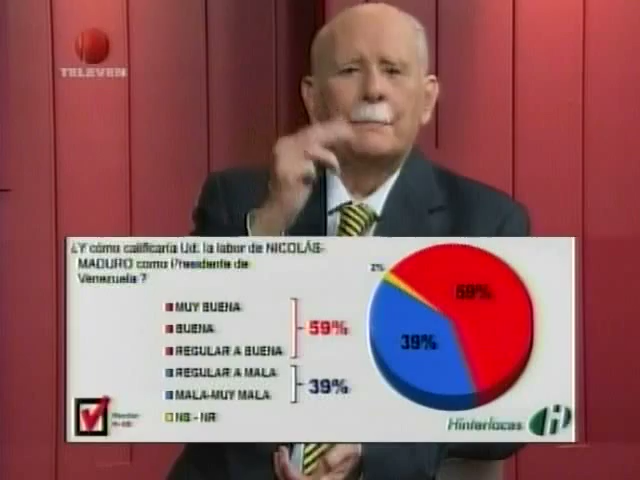 TELEVEN
¿Y cómo calificaría Ud. la labor de NICOLÁS
MADURO como Presidente de
Venezuela ?
MUY BUENA
BUENA
REGULAR A BUENA
59%
REGULAR A MALA
MALA-MUY MALA
39%
NS - NR
2%
59%
39%
Monitor
Hinterlaces